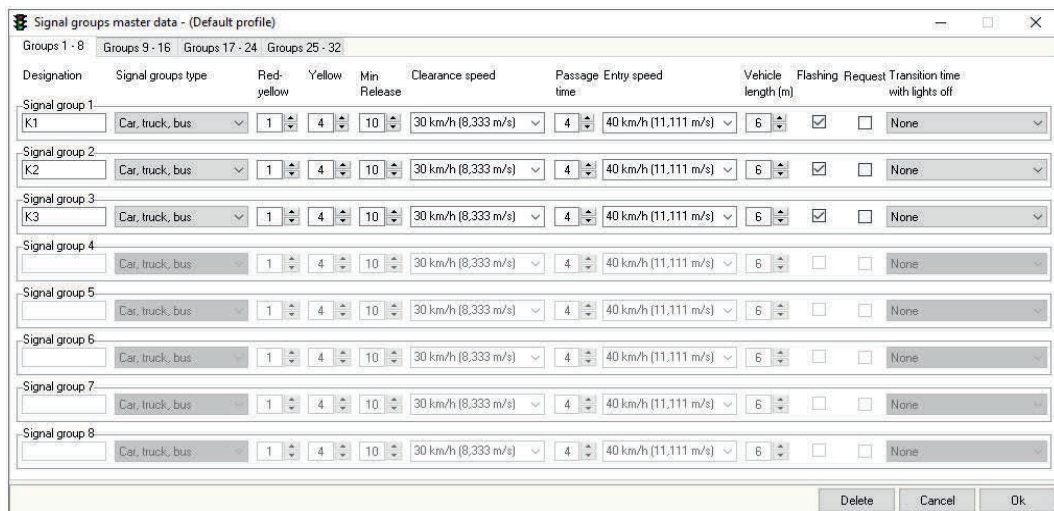 Signal groups master data - (Default profile)
Groups 1 - 8 Groups 9 - 16 Groups 17 - 24 Groups 25 - 32
Designation Signal groups type Red- Yellow Min Clearance speed Passage Entry speed Vehicle Flashing Request Transition time
yellow Release time length (m) with lights off
Signal group 1
K1 Car, truck, bus 1 4 10 30 km/h (8,333 m/s) 4 40 km/h (11,111 m/s) 6 None
Signal group 2
K2 Car, truck, bus 1 4 10 30 km/h (8,333 m/s) 4 40 km/h (11,111 m/s) 6 None
Signal group 3
K3 Car, truck, bus 1 4 10 30 km/h (8,333 m/s) 4 40 km/h (11,111 m/s) 6 None
Signal group 4
Car, truck, bus 1 4 10 30 km/h (8,333 m/s) 4 40 km/h (11,111 m/s) 6 None
Signal group 5
Car, truck, bus 1 4 10 30 km/h (8,333 m/s) 4 40 km/h (11,111 m/s) 6 None
Signal group 6
Car, truck, bus 1 4 10 30 km/h (8,333 m/s) 4 40 km/h (11,111 m/s) 6 None
Signal group 7
Car, truck, bus 1 4 10 30 km/h (8,333 m/s) 4 40 km/h (11,111 m/s) 6 None
Signal group 8
Car, truck, bus 1 4 10 30 km/h (8,333 m/s) 4 40 km/h (11,111 m/s) 6 None
Delete Cancel Ok